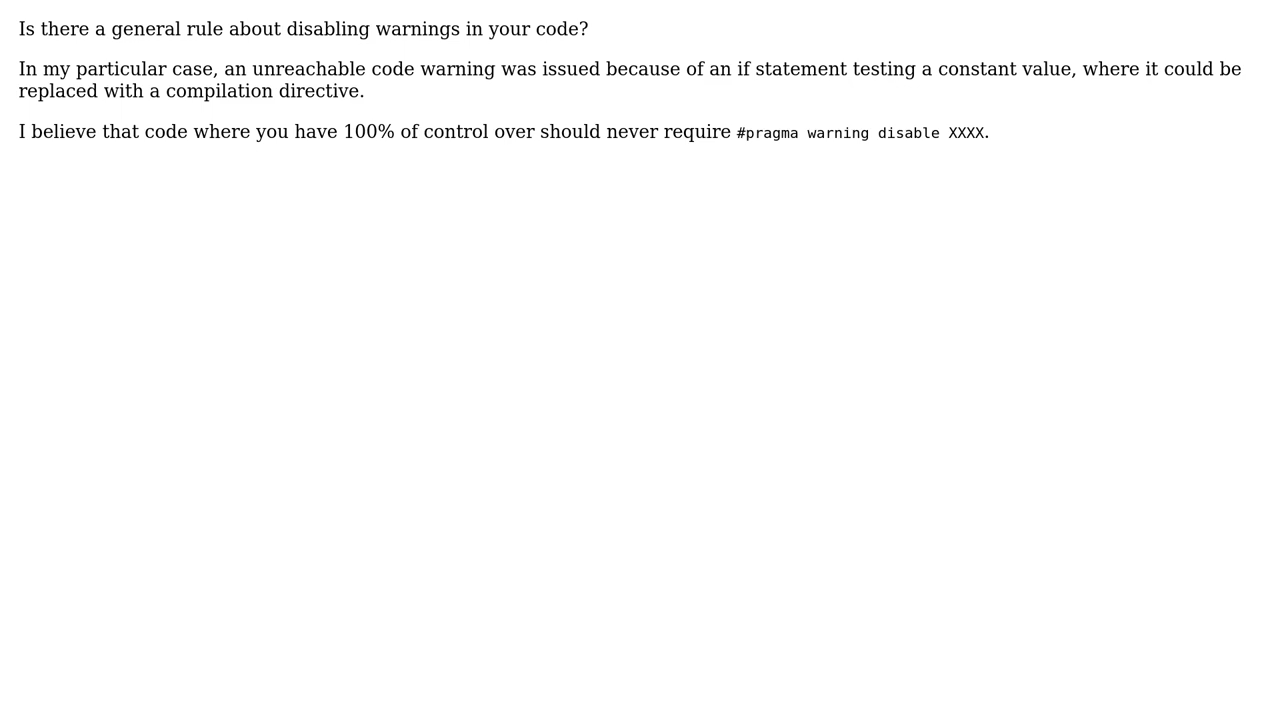 Is there a general rule about disabling warnings in your code?
In my particular case, an unreachable code warning was issued because of an if statement testing a constant value, where it could be
replaced with a compilation directive.
I believe that code where you have 100% of control over should never require #pragma warning disable XXXX.